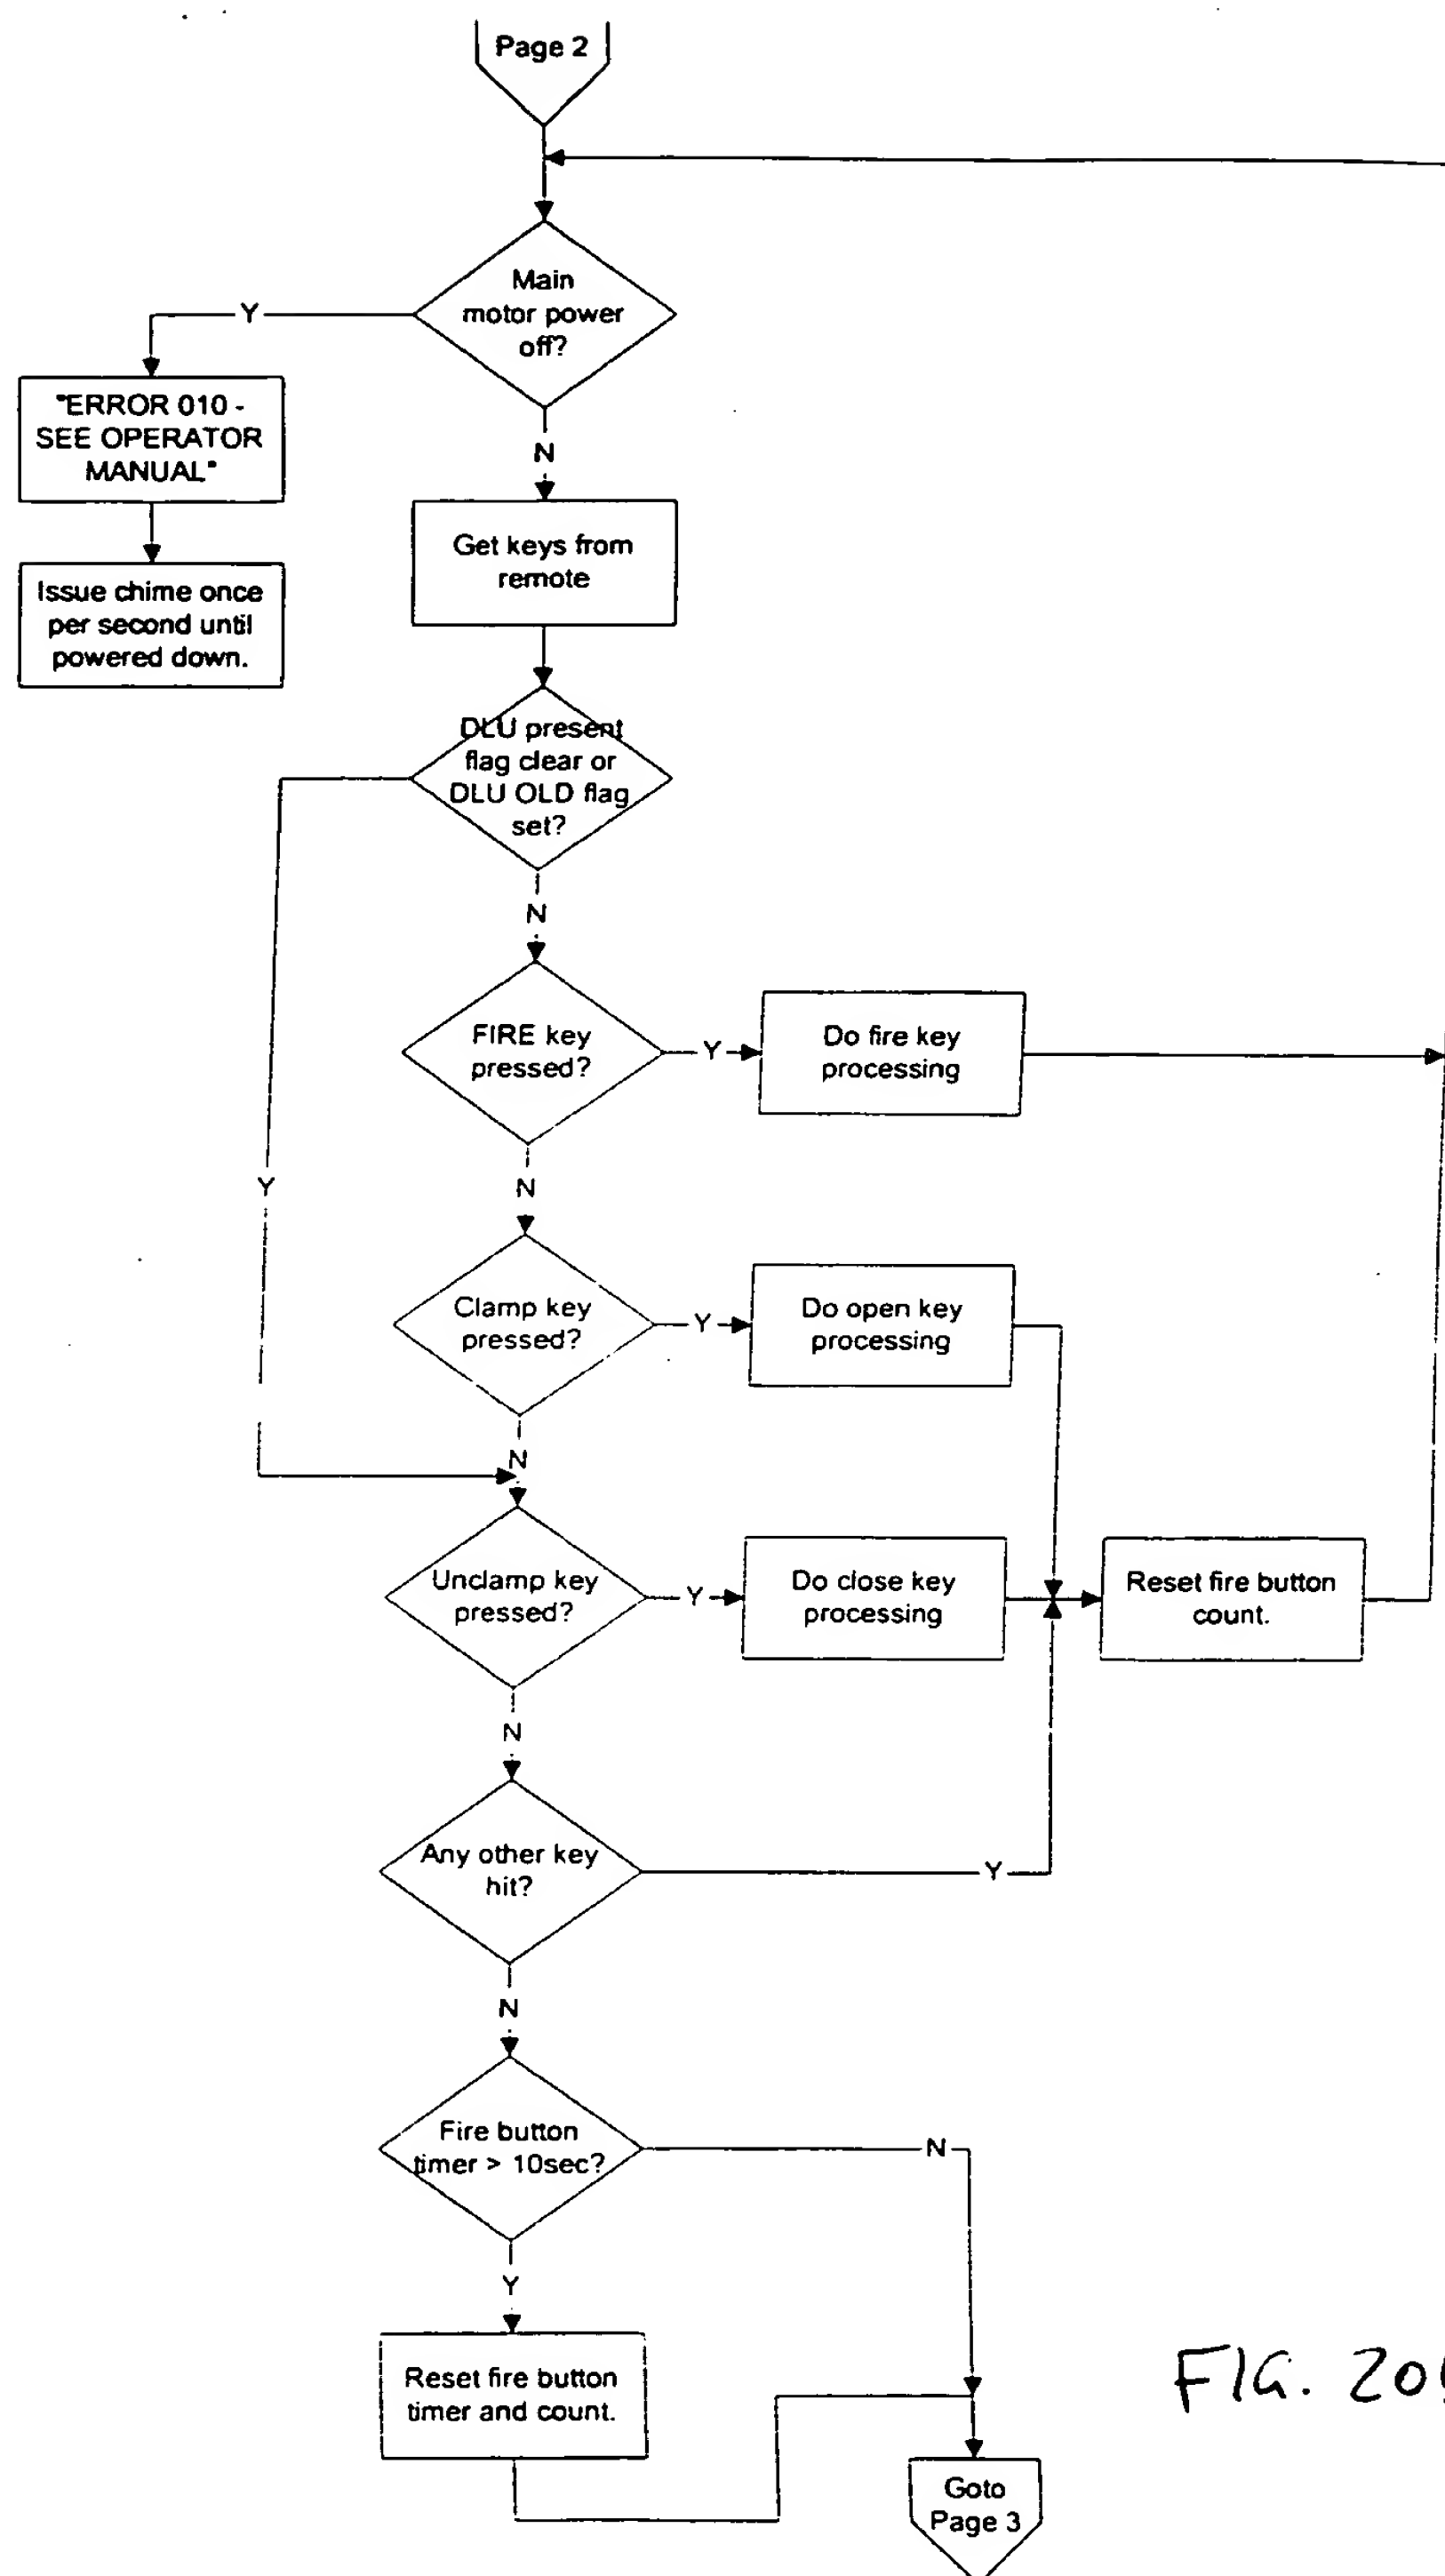 Page 2
Main
motor power
off?
Y
N
"ERROR 010 -
SEE OPERATOR
MANUAL"
Issue chime once
per second until
powered down.
Get keys from
remote
DLU present
flag clear or
DLU OLD flag
set?
Y
N
FIRE key
pressed?
Y
Do fire key
processing
N
Clamp key
pressed?
Y
Do open key
processing
N
Unclamp key
pressed?
Y
Do close key
processing
Reset fire button
count.
N
Any other key
hit?
Y
N
Fire button
timer > 10sec?
N
Y
Reset fire button
timer and count.
Goto
Page 3
FIG.